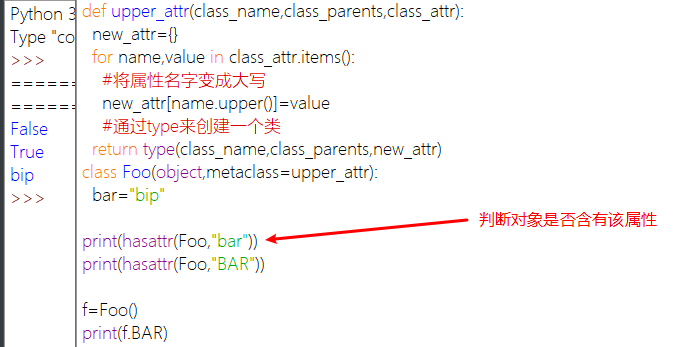 Python 3
Type "co
>>>
=======
=======
False
True
bip
>>>
def upper_attr(class_name,class_parents,class_attr):
new_attr={}
for name,value in class_attr.items():
#将属性名字变成大写
new_attr[name.upper()]=value
#通过type来创建一个类
return type(class_name,class_parents,new_attr)
class Foo(object,metaclass=upper_attr):
bar="bip"
print(hasattr(Foo,"bar"))
判断对象是否含有该属性
print(hasattr(Foo,"BAR"))
f=Foo()
print(f.BAR)